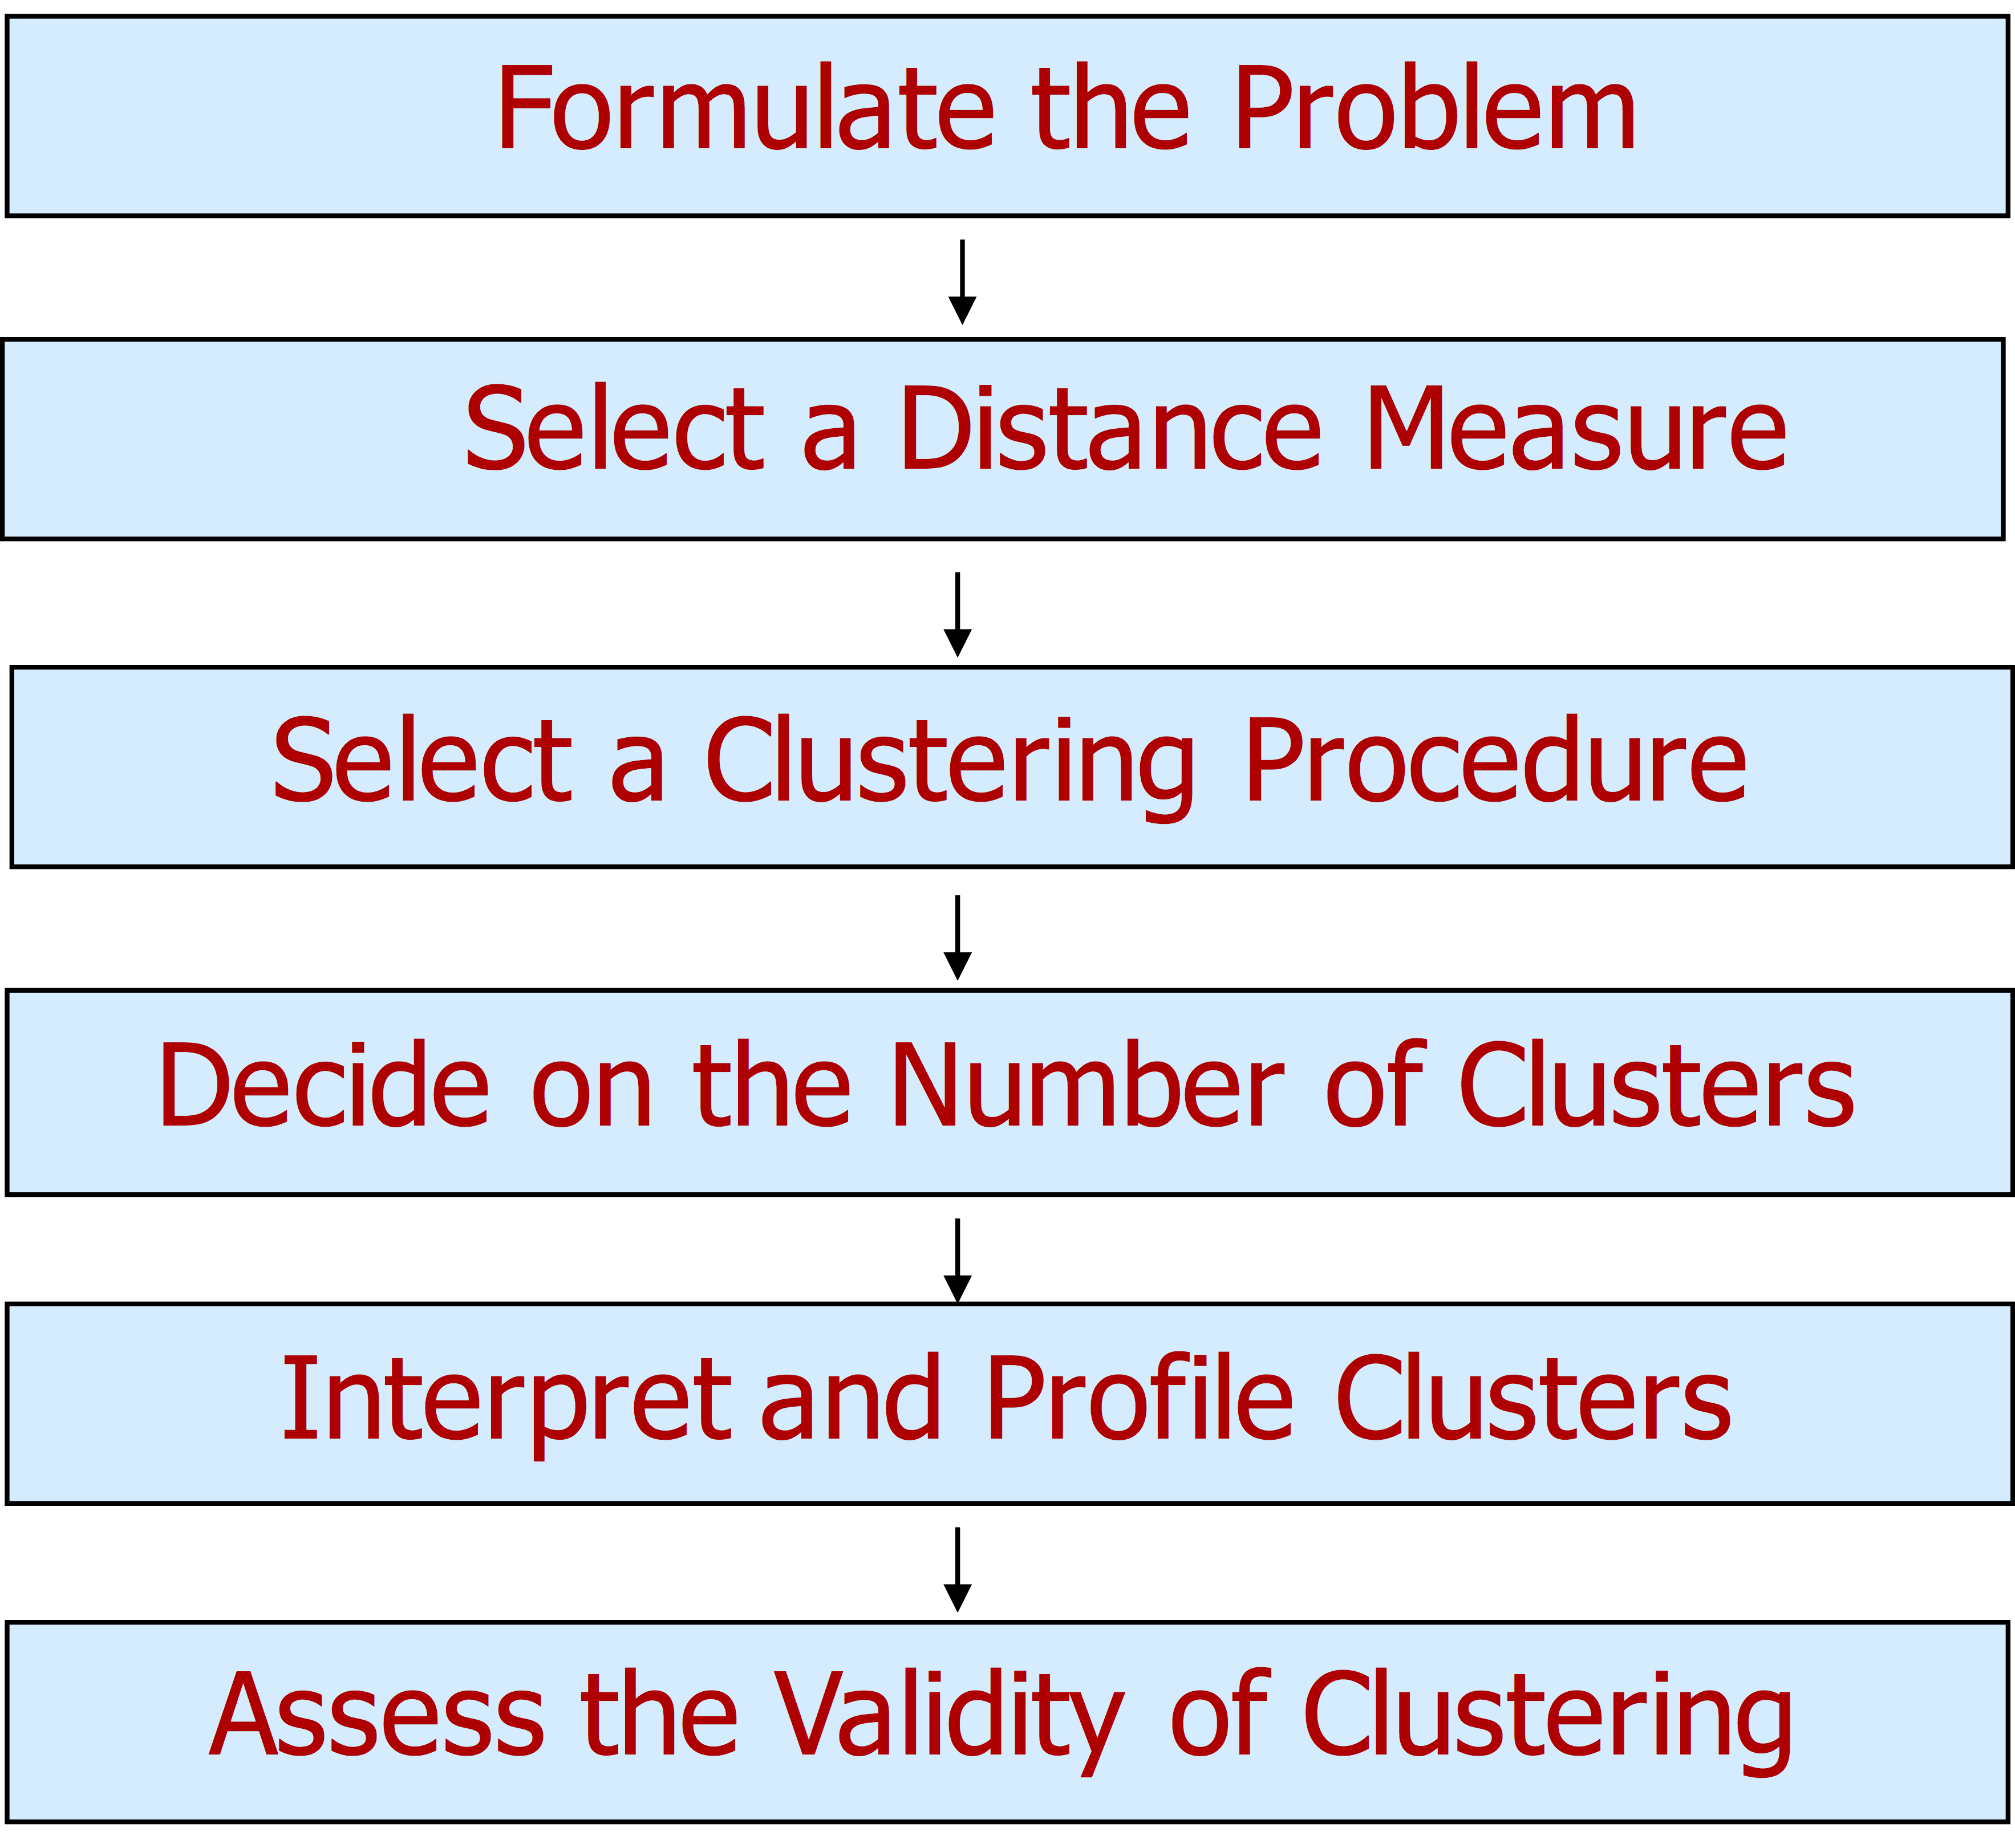 Formulate the Problem
Select a Distance Measure
Select a Clustering Procedure
Decide on the Number of Clusters
Interpret and Profile Clusters
Assess the Validity of Clustering